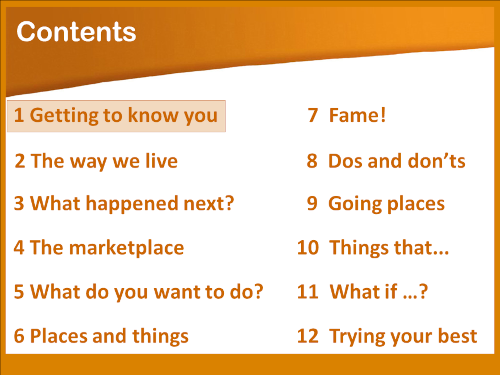 Contents
1 Getting to know you
2 The way we live
3 What happened next?
4 The marketplace
5 What do you want to do?
6 Places and things
7 Fame!
8 Dos and don’ts
9 Going places
10 Things that...
11 What if …?
12 Trying your best